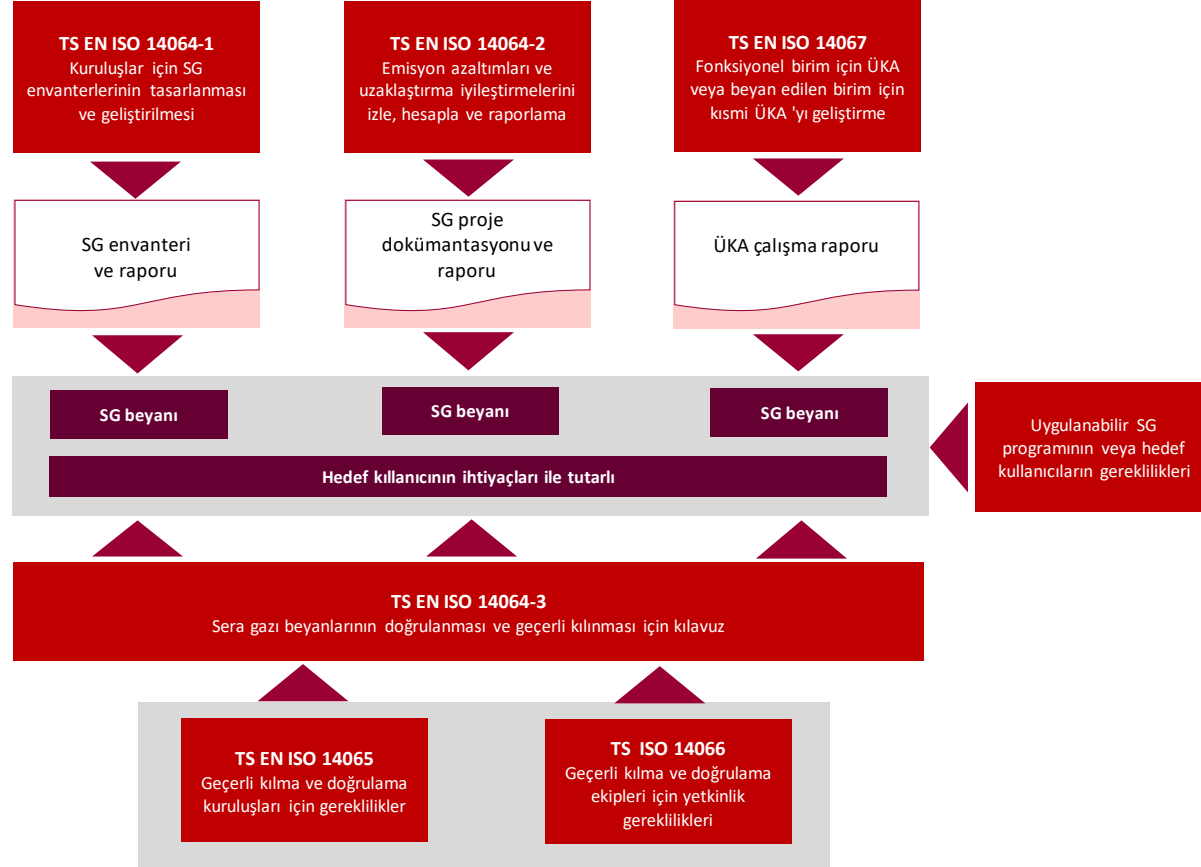 TS EN ISO 14064-1
Kuruluşlar için SG
envanterlerinin tasarlanması
ve geliştirilmesi
TS EN ISO 14064-2
Emisyon azaltımları ve
uzaklaştırma iyileştirmelerini
izle, hesapla ve raporlama
TS EN ISO 14067
Fonksiyonel birim için ÜKA
veya beyan edilen birim için
kısmi ÜKA 'yı geliştirme
SG envanteri
ve raporu
SG proje
dokümantasyonu ve
raporu
ÜKA çalışma raporu
SG beyanı
SG beyanı
SG beyanı
Hedef kıllanıcının ihtiyaçları ile tutarlı
Uygulanabilir SG
programının veya hedef
kullanıcıların gereklilikleri
TS EN ISO 14064-3
Sera gazı beyanlarının doğrulanması ve geçerli kılınması için kılavuz
TS EN ISO 14065
Geçerli kılma ve doğrulama
kuruluşları için gereklilikler
TS ISO 14066
Geçerli kılma ve doğrulama
ekipleri için yetkinlik
gereklilikleri